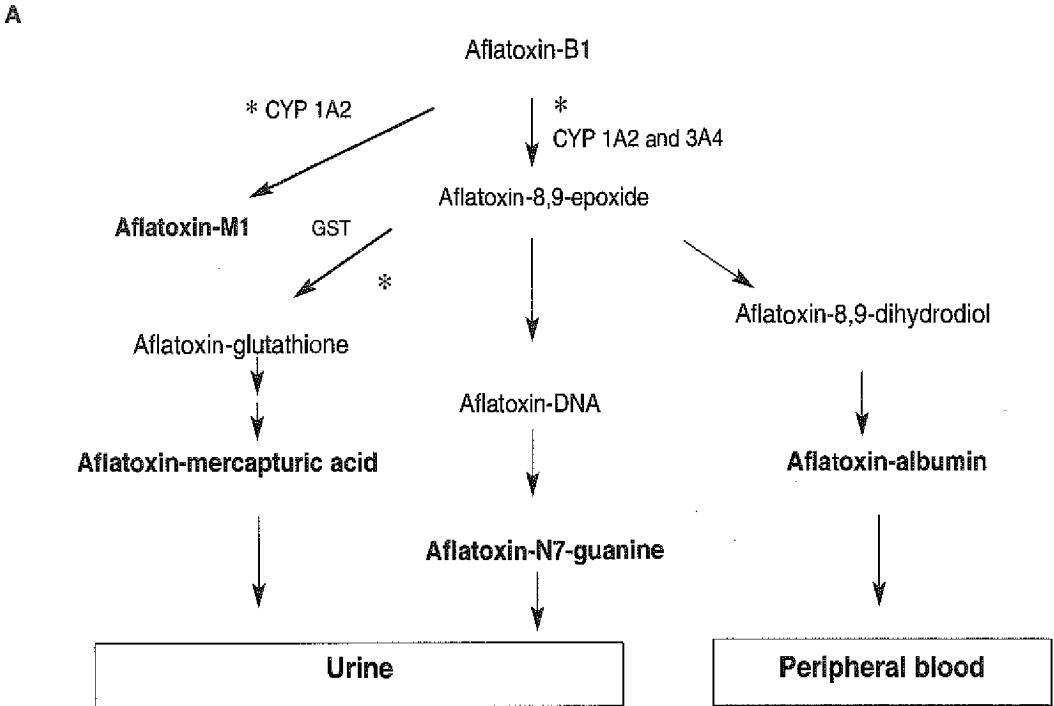 A
Aflatoxin-B1
* CYP 1A2
*
CYP 1A2 and 3A4
Aflatoxin-8,9-epoxide
Aflatoxin-M1
GST
*
Aflatoxin-8,9-dihydrodiol
Aflatoxin-glutathione
Aflatoxin-DNA
Aflatoxin-mercapturic acid
Aflatoxin-albumin
Aflatoxin-N7-guanine
Urine
Peripheral blood